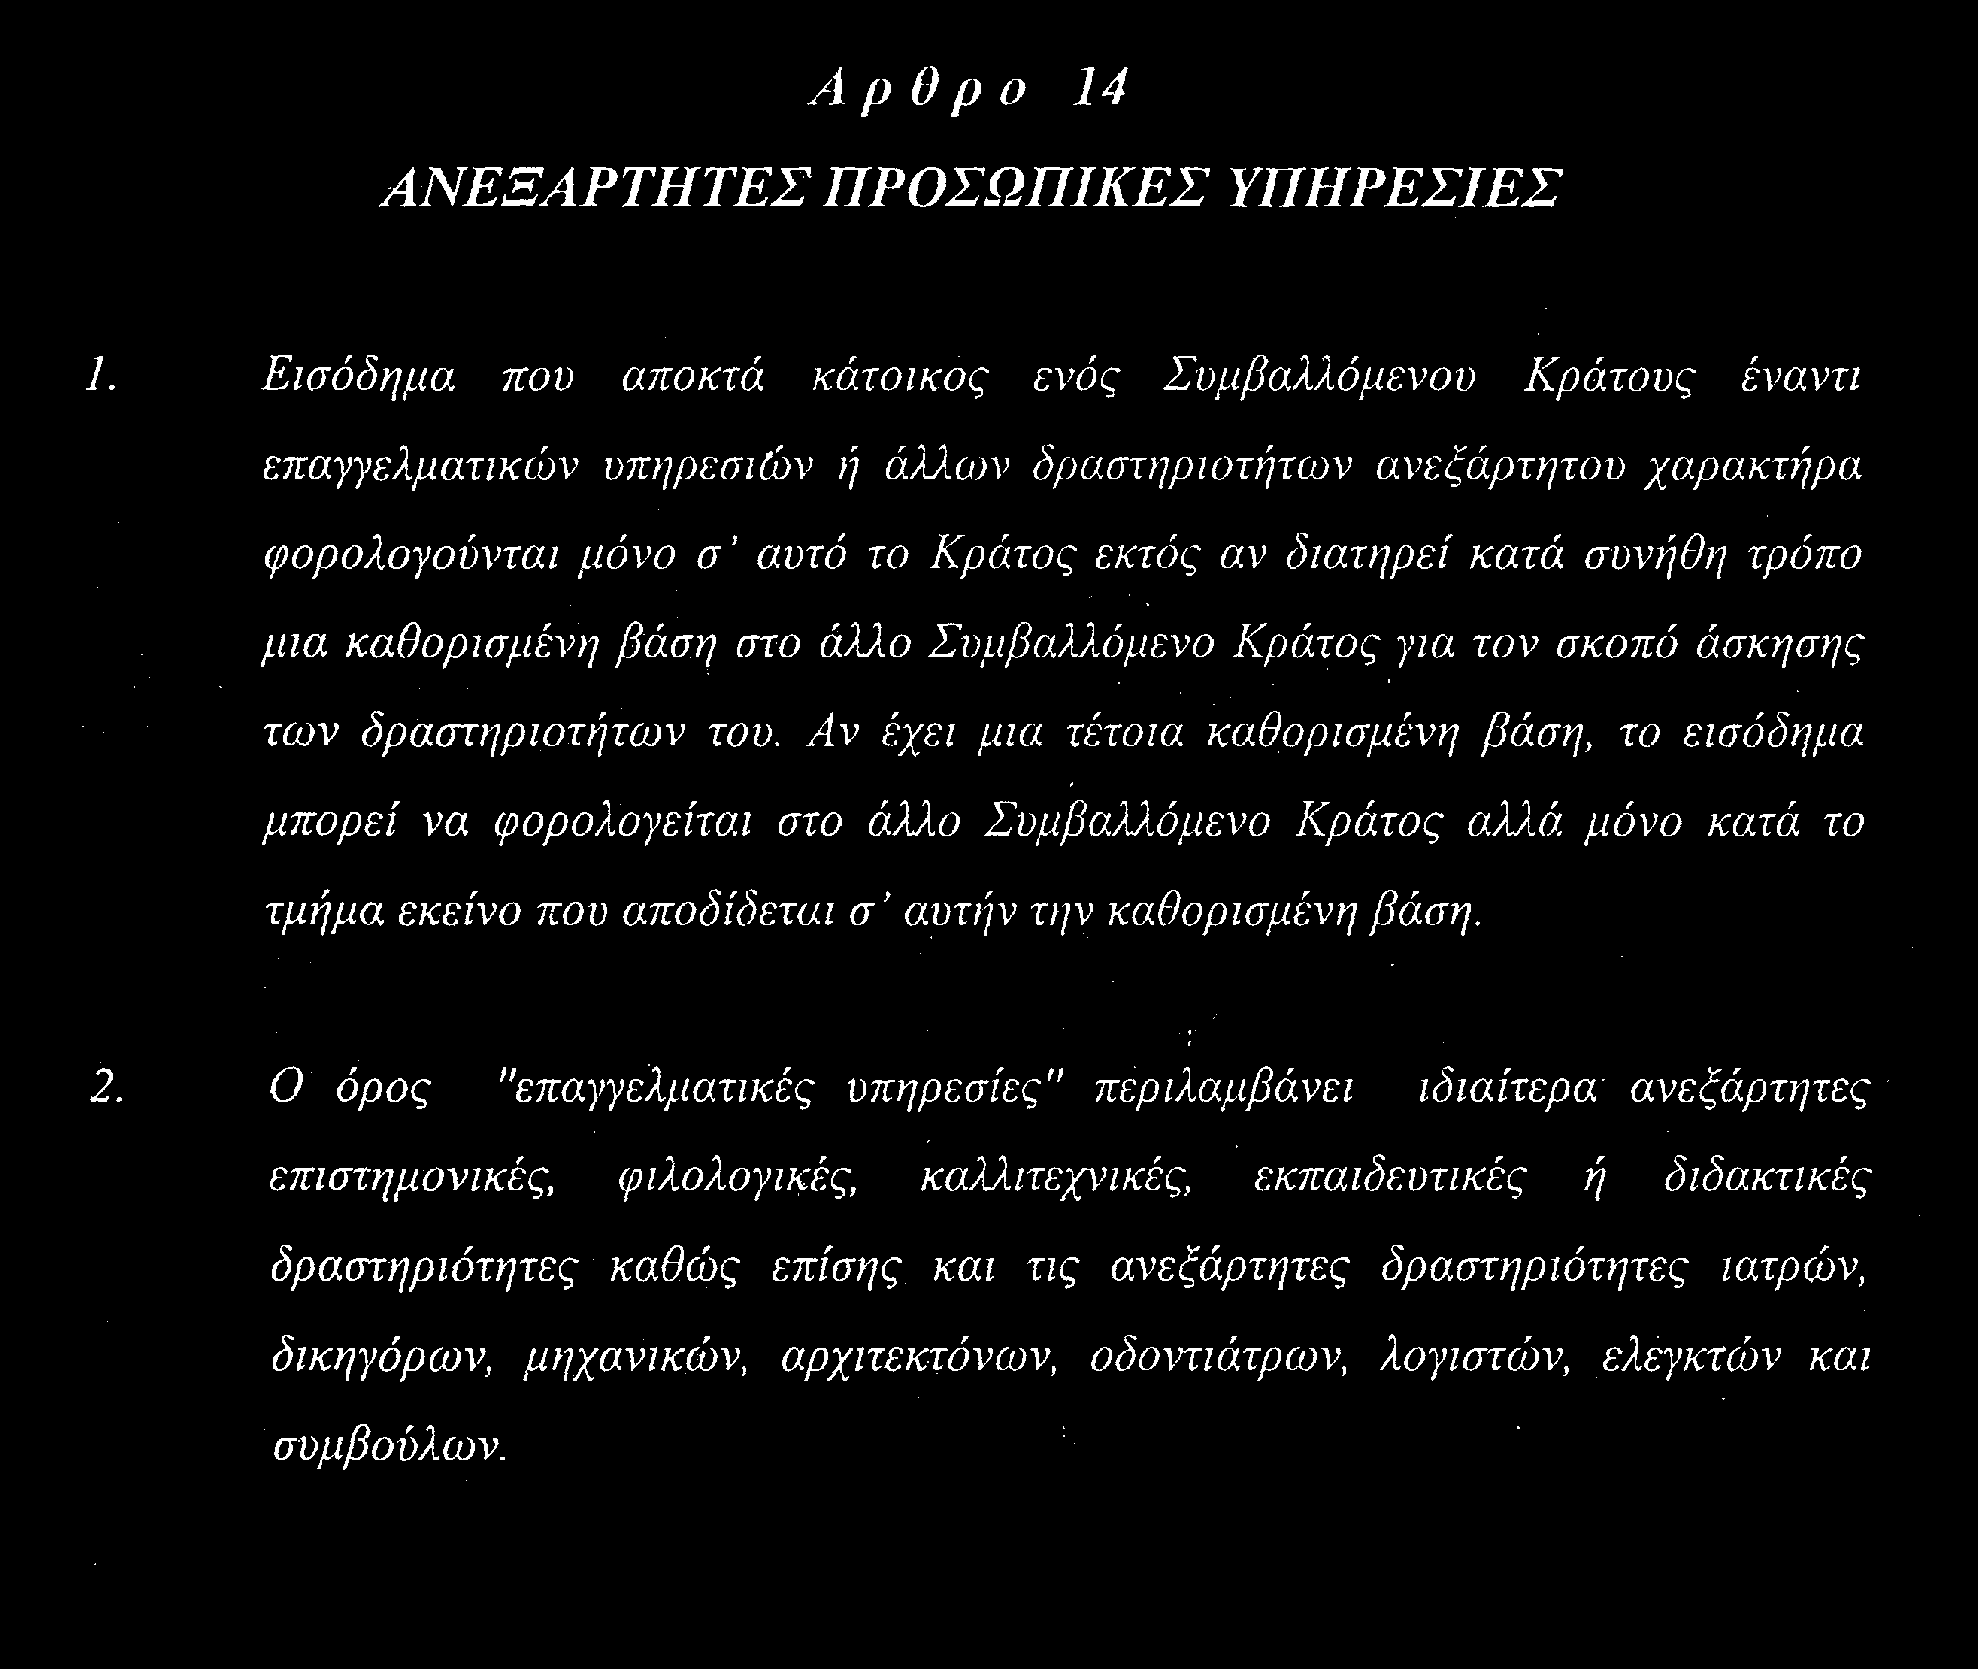 Αρθρο 14
ΑΝΕΞΑΡΤΗΤΕΣ ΠΡΟΣΩΠΙΚΕΣ ΥΠΗΡΕΣΙΕΣ
1. Εισόδημα που αποκτά κάτοικος ενός Συμβαλλόμενου Κράτους έναντι
επαγγελματικών υπηρεσιών ή άλλων δραστηριοτήτων ανεξάρτητου χαρακτήρα
φορολογούνται μόνο σ' αυτό το Κράτος εκτός αν διατηρεί κατά συνήθη τρόπο
μια καθορισμένη βάση στο άλλο Συμβαλλόμενο Κράτος για τον σκοπό άσκησης
των δραστηριοτήτων του. Αν έχει μια τέτοια καθορισμένη βάση, το εισόδημα
μπορεί να φορολογείται στο άλλο Συμβαλλόμενο Κράτος αλλά μόνο κατά το
τμήμα εκείνο που αποδίδεται σ' αυτήν την καθορισμένη βάση.
2. Ο όρος "επαγγελματικές υπηρεσίες" περιλαμβάνει ιδιαίτερα ανεξάρτητες
επιστημονικές, φιλολογικές, καλλιτεχνικές, εκπαιδευτικές ή διδακτικές
δραστηριότητες καθώς επίσης και τις ανεξάρτητες δραστηριότητες ιατρών,
δικηγόρων, μηχανικών, αρχιτεκτόνων, οδοντιάτρων, λογιστών, ελεγκτών και
συμβούλων.